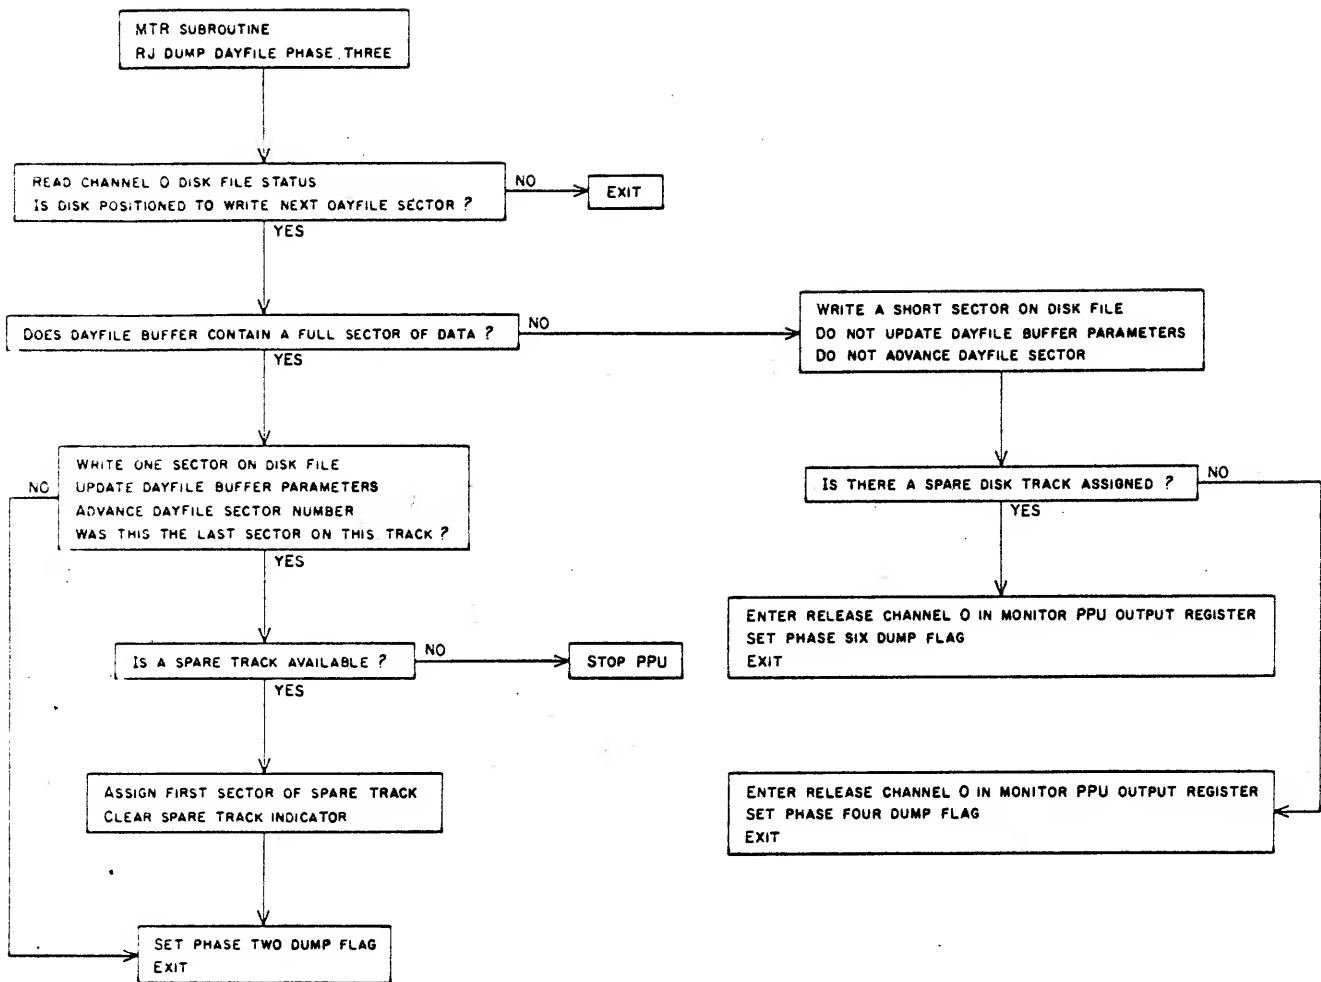 MTR SUBROUTINE
RJ DUMP DAYFILE PHASE THREE
READ CHANNEL 0 DISK FILE STATUS
IS DISK POSITIONED TO WRITE NEXT DAYFILE SECTOR ?
NO
EXIT
YES
DOES DAYFILE BUFFER CONTAIN A FULL SECTOR OF DATA ?
NO
YES
WRITE A SHORT SECTOR ON DISK FILE
DO NOT UPDATE DAYFILE BUFFER PARAMETERS
DO NOT ADVANCE DAYFILE SECTOR
WRITE ONE SECTOR ON DISK FILE
UPDATE DAYFILE BUFFER PARAMETERS
ADVANCE DAYFILE SECTOR NUMBER
WAS THIS THE LAST SECTOR ON THIS TRACK ?
NO
YES
IS THERE A SPARE DISK TRACK ASSIGNED ?
NO
YES
IS A SPARE TRACK AVAILABLE ?
NO
STOP PPU
YES
ENTER RELEASE CHANNEL 0 IN MONITOR PPU OUTPUT REGISTER
SET PHASE SIX DUMP FLAG
EXIT
ASSIGN FIRST SECTOR OF SPARE TRACK
CLEAR SPARE TRACK INDICATOR
ENTER RELEASE CHANNEL 0 IN MONITOR PPU OUTPUT REGISTER
SET PHASE FOUR DUMP FLAG
EXIT
SET PHASE TWO DUMP FLAG
EXIT